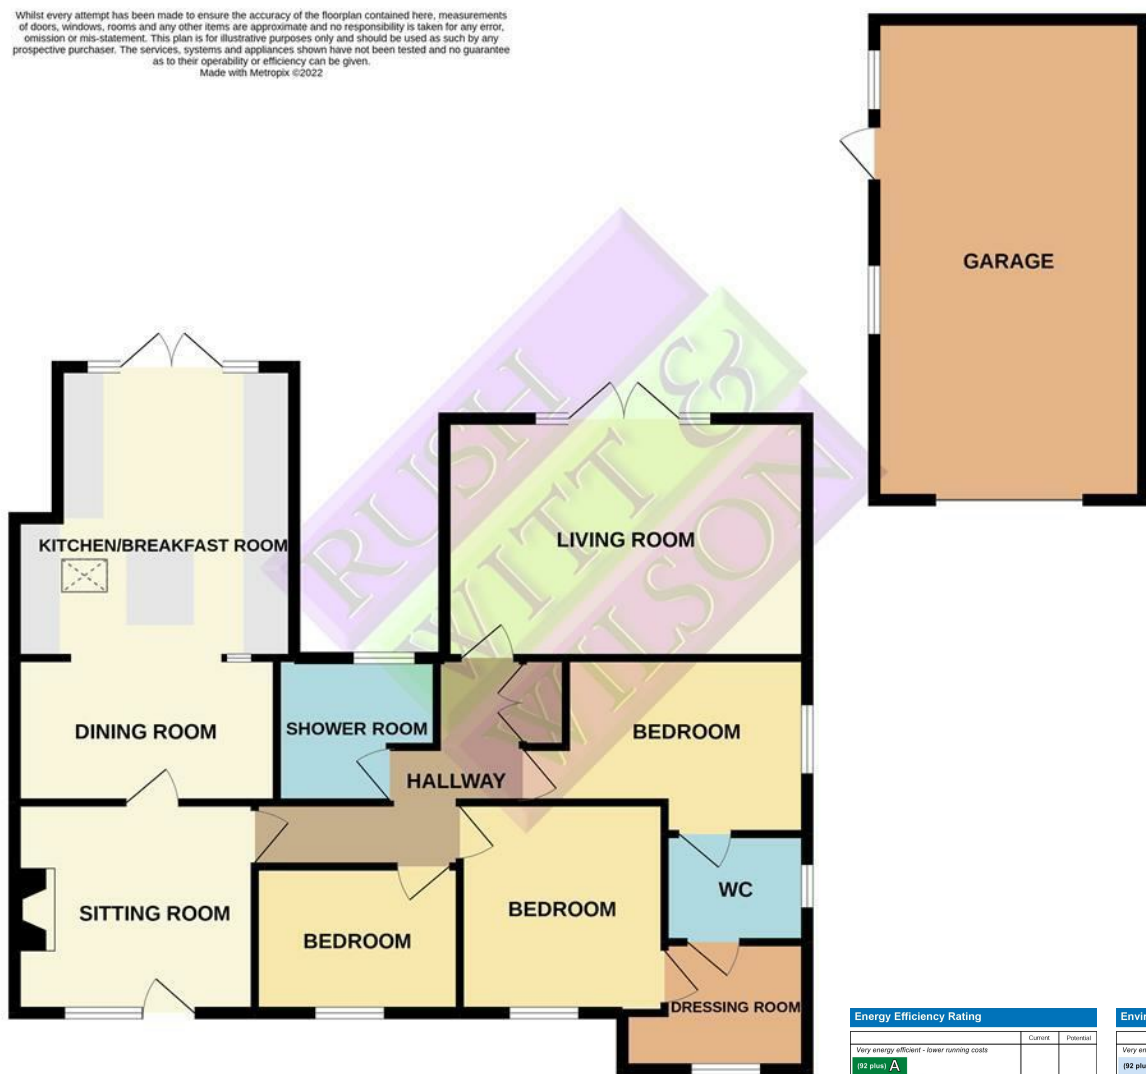 Whilst every attempt has been made to ensure the accuracy of the floorplan contained here, measurements
of doors, windows, rooms and any other items are approximate and no responsibility is taken for any error,
omission or mis-statement. This plan is for illustrative purposes only and should be used as such by any
prospective purchaser. The services, systems and appliances shown have not been tested and no guarantee
as to their operability or efficiency can be given.
Made with Metropix ©2022
GARAGE
RUSH
WITT &
WILSON
KITCHEN/BREAKFAST ROOM
LIVING ROOM
DINING ROOM
SHOWER ROOM
BEDROOM
HALLWAY
SITTING ROOM
BEDROOM
BEDROOM
WC
DRESSING ROOM
Energy Efficiency Rating
Current Potential
Very energy efficient - lower running costs
(92 plus) A